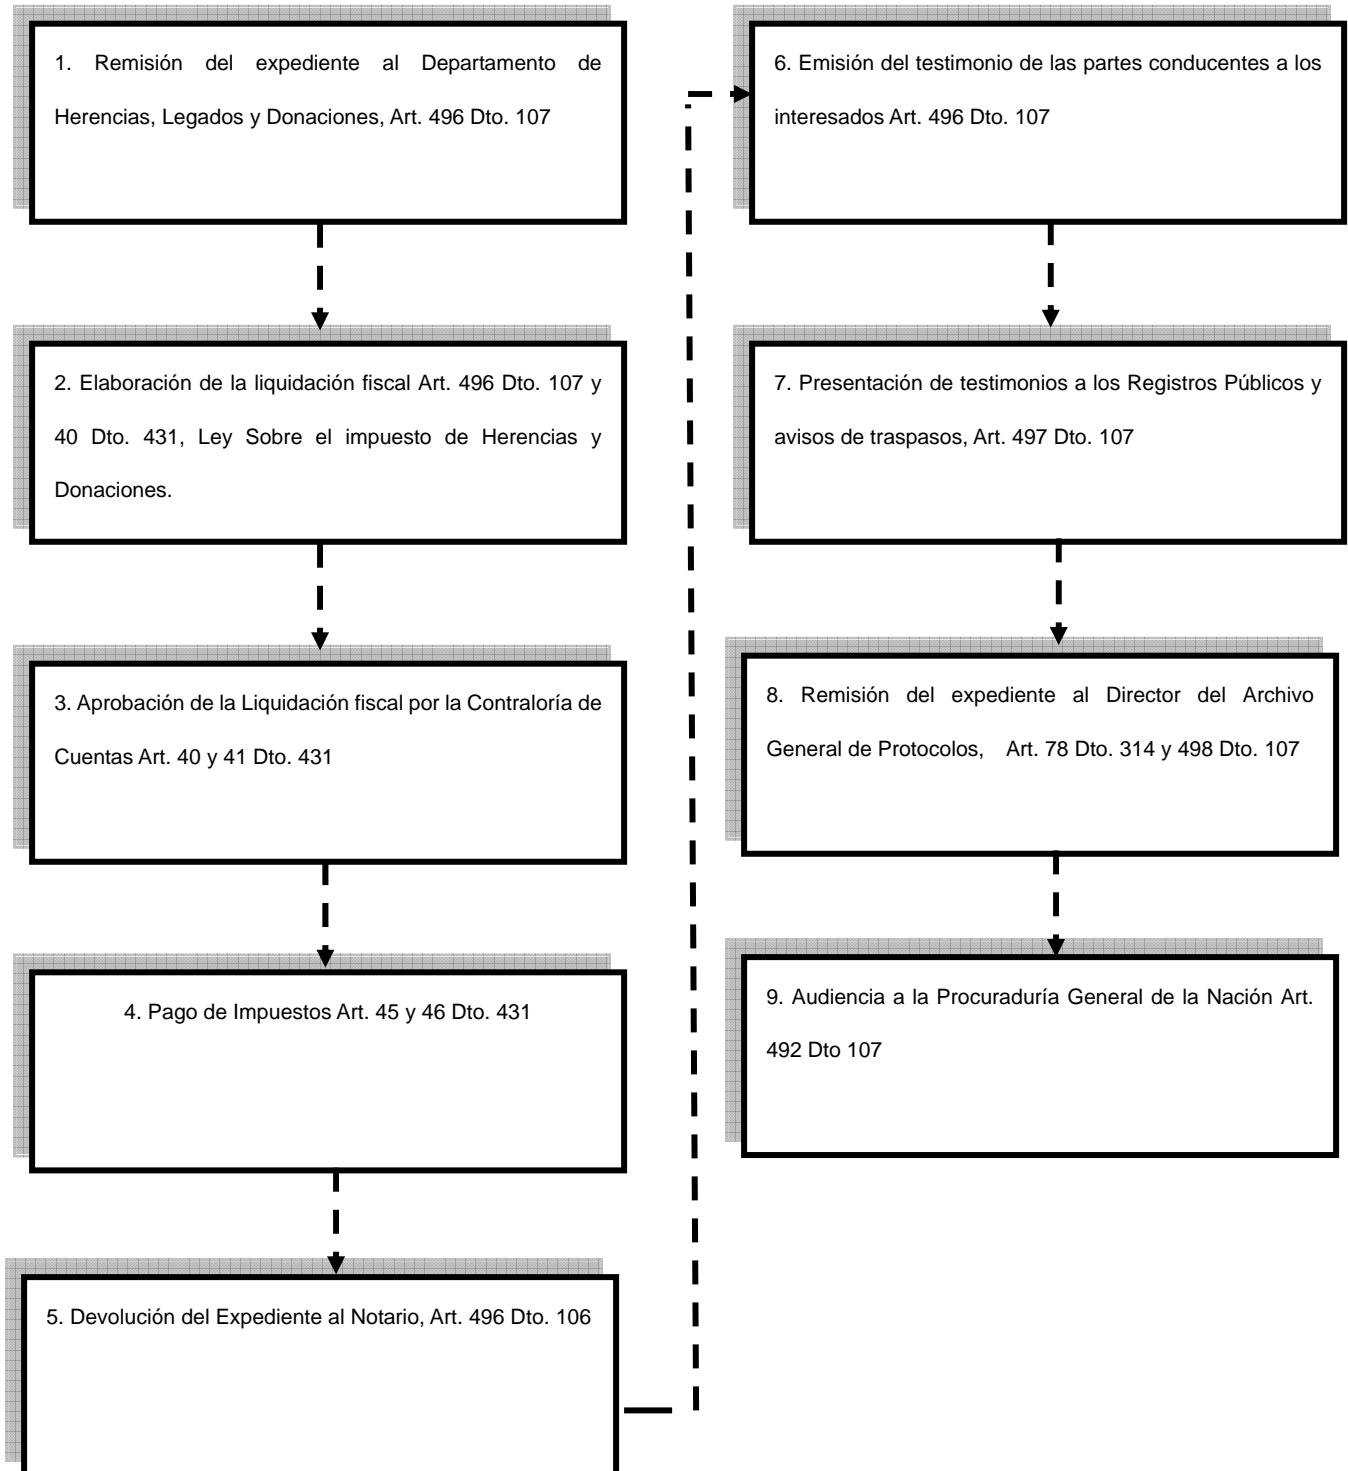 1. Remisión del expediente al Departamento de
Herencias, Legados y Donaciones, Art. 496 Dto. 107
2. Elaboración de la liquidación fiscal Art. 496 Dto. 107 y
40 Dto. 431, Ley Sobre el impuesto de Herencias y
Donaciones.
3. Aprobación de la Liquidación fiscal por la Contraloría de
Cuentas Art. 40 y 41 Dto. 431
4. Pago de Impuestos Art. 45 y 46 Dto. 431
5. Devolución del Expediente al Notario, Art. 496 Dto. 106
6. Emisión del testimonio de las partes conducentes a los
interesados Art. 496 Dto. 107
7. Presentación de testimonios a los Registros Públicos y
avisos de traspasos, Art. 497 Dto. 107
8. Remisión del expediente al Director del Archivo
General de Protocolos, Art. 78 Dto. 314 y 498 Dto. 107
9. Audiencia a la Procuraduría General de la Nación Art.
492 Dto 107